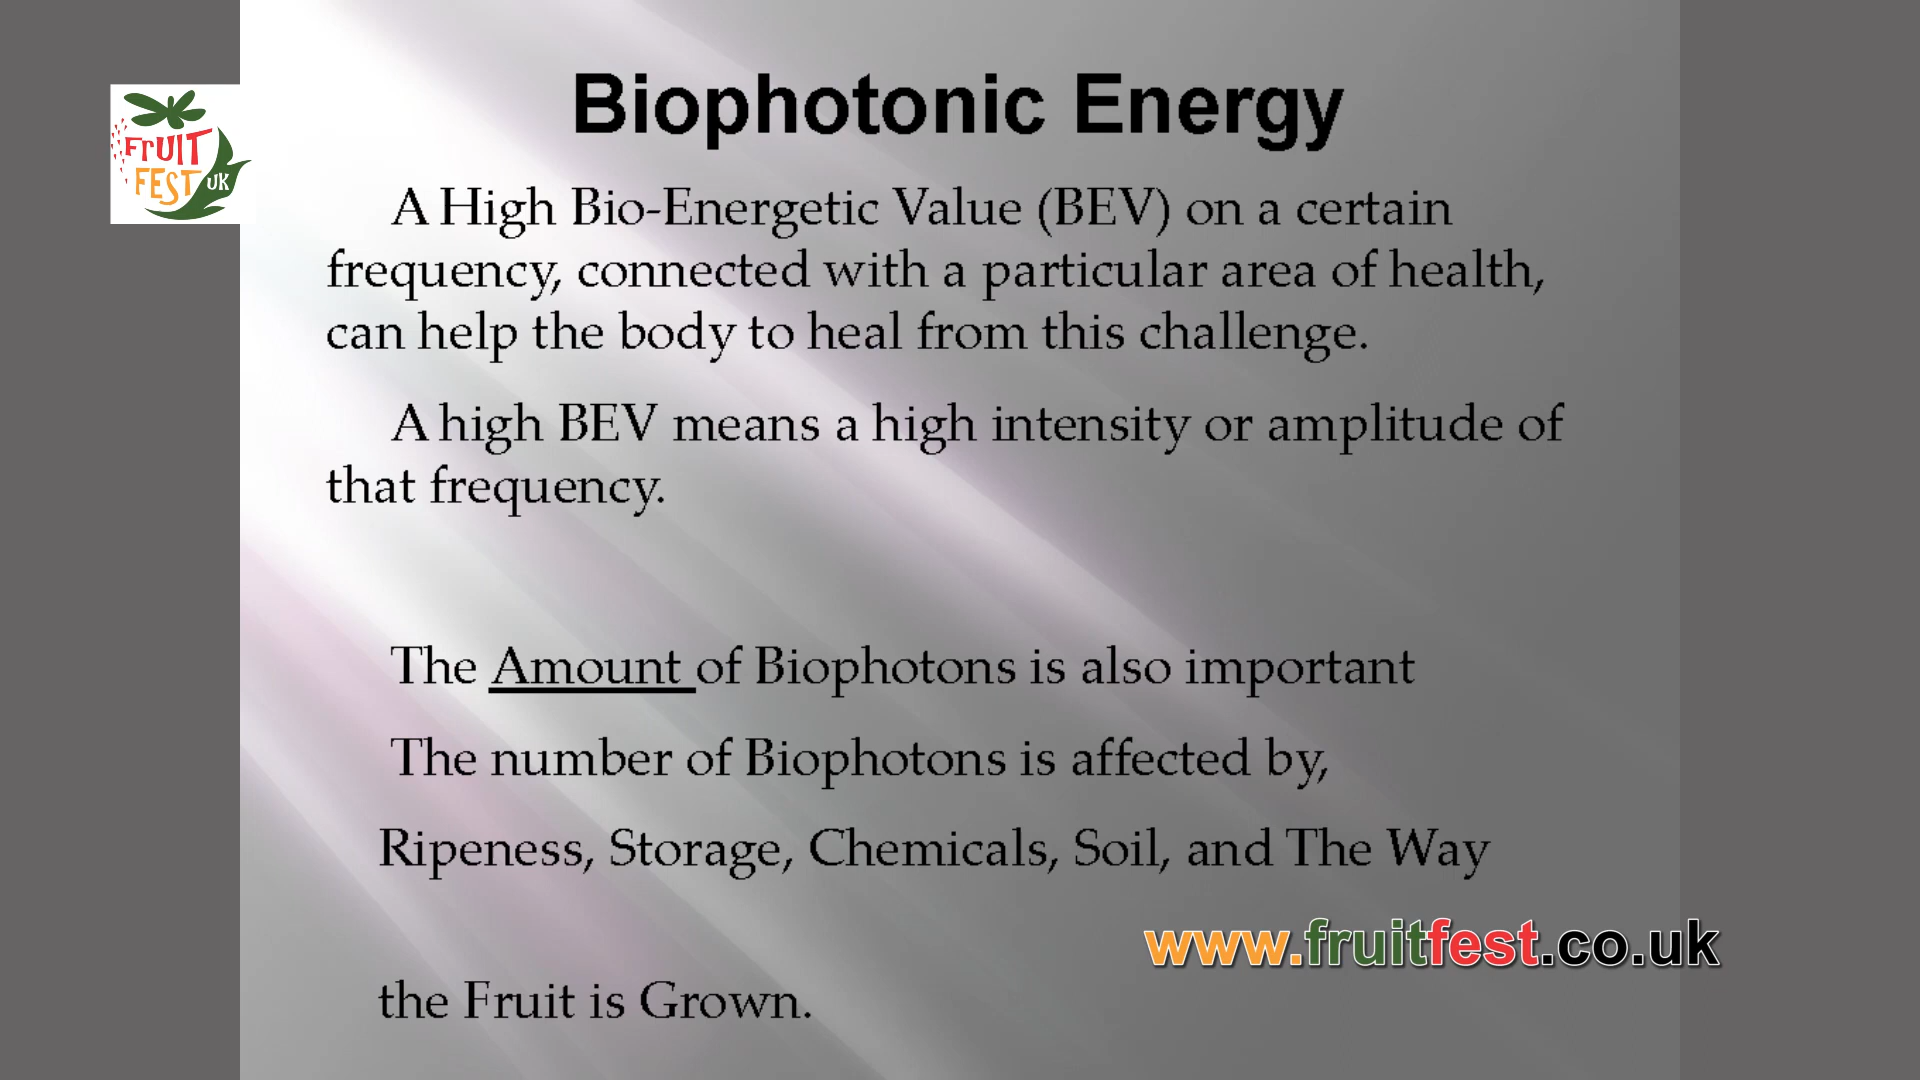 Biophotonic Energy
FRUIT
FEST UK
A High Bio-Energetic Value (BEV) on a certain
frequency, connected with a particular area of health,
can help the body to heal from this challenge.
A high BEV means a high intensity or amplitude of
that frequency.
The Amount of Biophotons is also important
The number of Biophotons is affected by,
Ripeness, Storage, Chemicals, Soil, and The Way
www.fruitfest.co.uk
the Fruit is Grown.